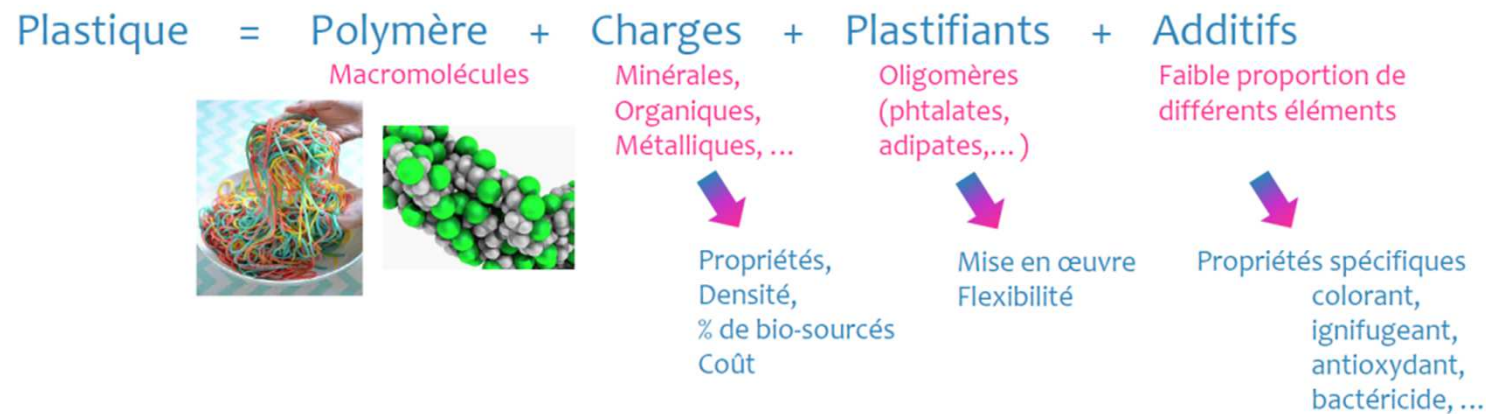 Plastique = Polymère + Charges + Plastifiants + Additifs
Macromolécules
Minérales,
Organiques,
Métalliques, ...
Oligomères
(phtalates,
adipates,... )
Faible proportion de
différents éléments
Propriétés,
Densité,
% de bio-sourcés
Coût
Mise en œuvre
Flexibilité
Propriétés spécifiques
colorant,
ignifugeant,
antioxydant,
bactéricide, ...